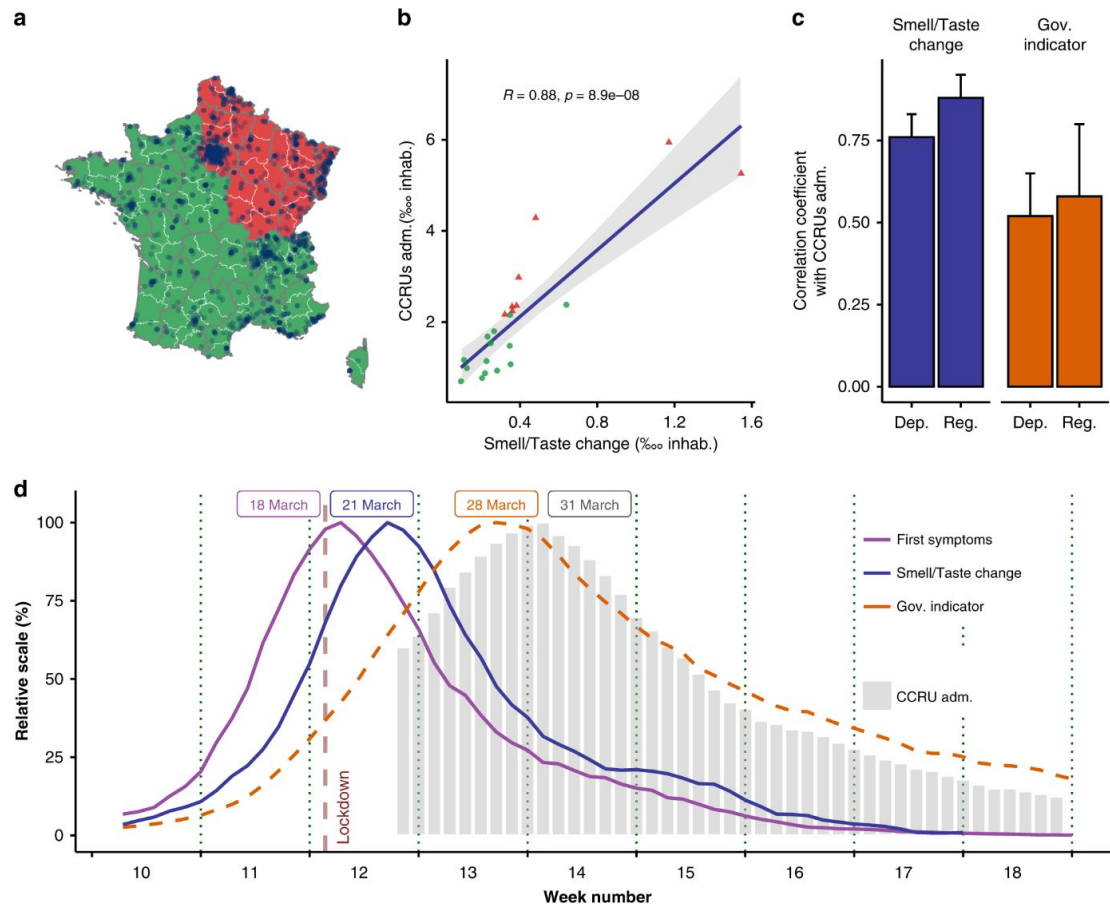 a
b
R = 0.88, p = 8.9e–08
CCRUs adm.(‱ inhab.)
6
4
2
0.4
0.8
1.2
1.6
Smell/Taste change (‱ inhab.)
c
Smell/Taste
change
Gov.
indicator
Correlation coefficient
with CCRUs adm.
0.75
0.50
0.25
0.00
Dep.
Reg.
Dep.
Reg.
d
18 March
21 March
28 March
31 March
Relative scale (%)
100
75
50
25
0
Lockdown
First symptoms
Smell/Taste change
Gov. indicator
CCRU adm.
10
11
12
13
14
15
16
17
18
Week number